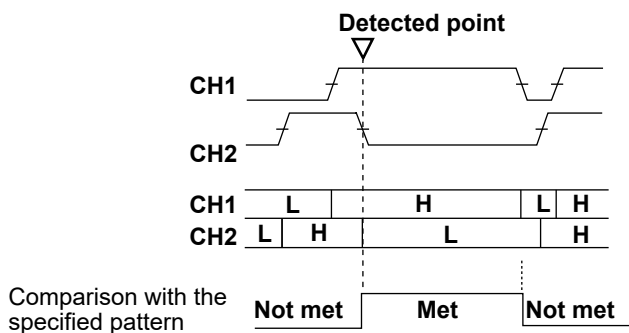 Detected point
CH1
CH2
CH1 L H L H
CH2 L H L H
Comparison with the
specified pattern
Not met Met Not met